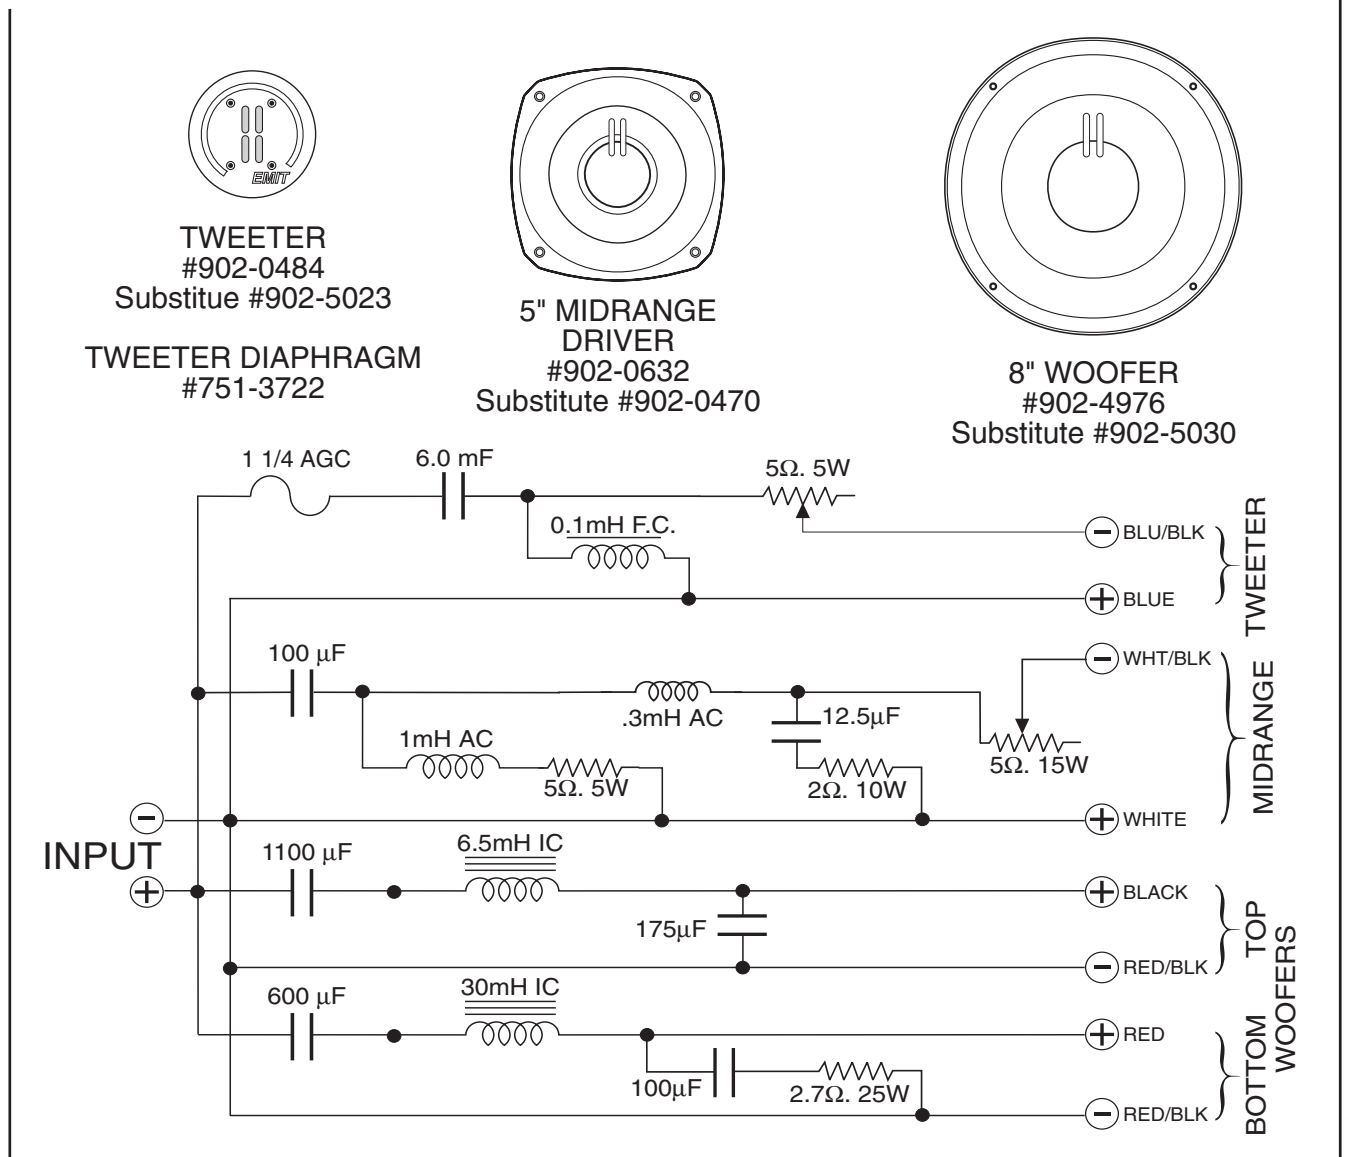 EMIT
TWEETER
#902-0484
Substitue #902-5023
TWEETER DIAPHRAGM
#751-3722
5" MIDRANGE
DRIVER
#902-0632
Substitute #902-0470
8" WOOFER
#902-4976
Substitute #902-5030
1 1/4 AGC
6.0 mF
5Ω. 5W
0.1mH F.C.
BLU/BLK
BLUE
TWEETER
100 µF
.3mH AC
12.5µF
WHT/BLK
1mH AC
5Ω. 5W
2Ω. 10W
5Ω. 15W
WHITE
MIDRANGE
INPUT
1100 µF
6.5mH IC
BLACK
175µF
RED/BLK
TOP
WOOFERS
600 µF
30mH IC
RED
100µF
2.7Ω. 25W
RED/BLK
BOTTOM